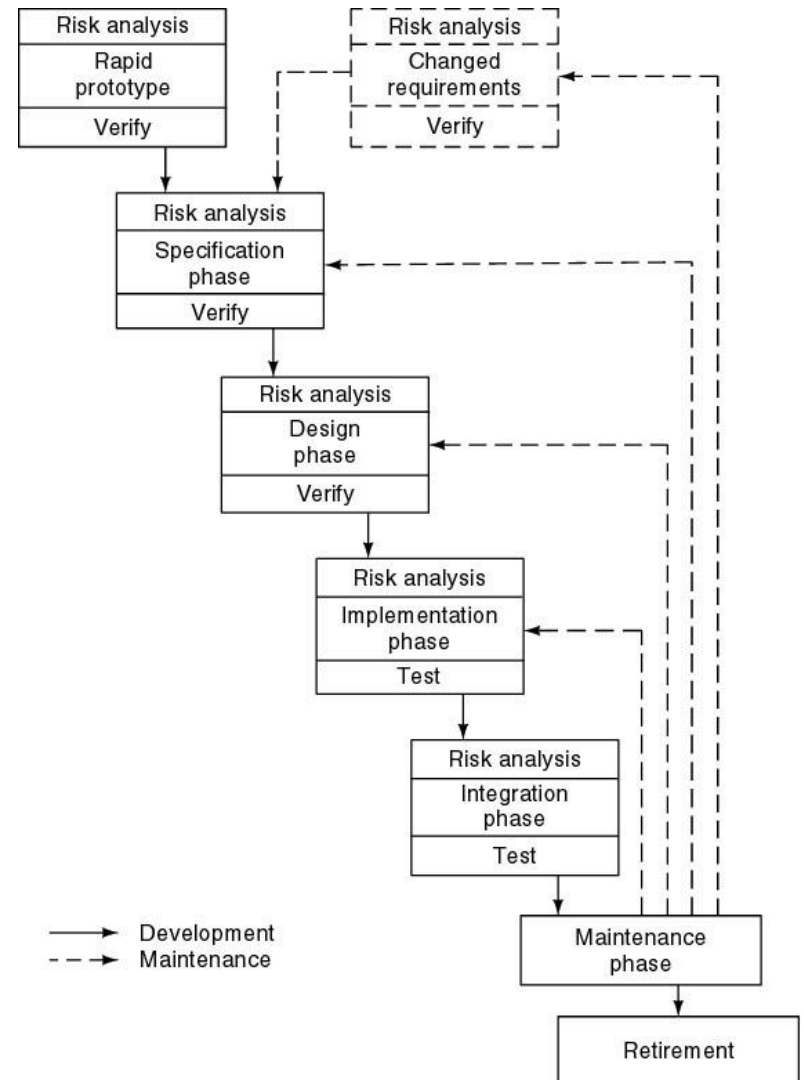 Risk analysis
Rapid
prototype
Verify
Risk analysis
Changed
requirements
Verify
Risk analysis
Specification
phase
Verify
Risk analysis
Design
phase
Verify
Risk analysis
Implementation
phase
Test
Risk analysis
Integration
phase
Test
Development
Maintenance
Maintenance
phase
Retirement